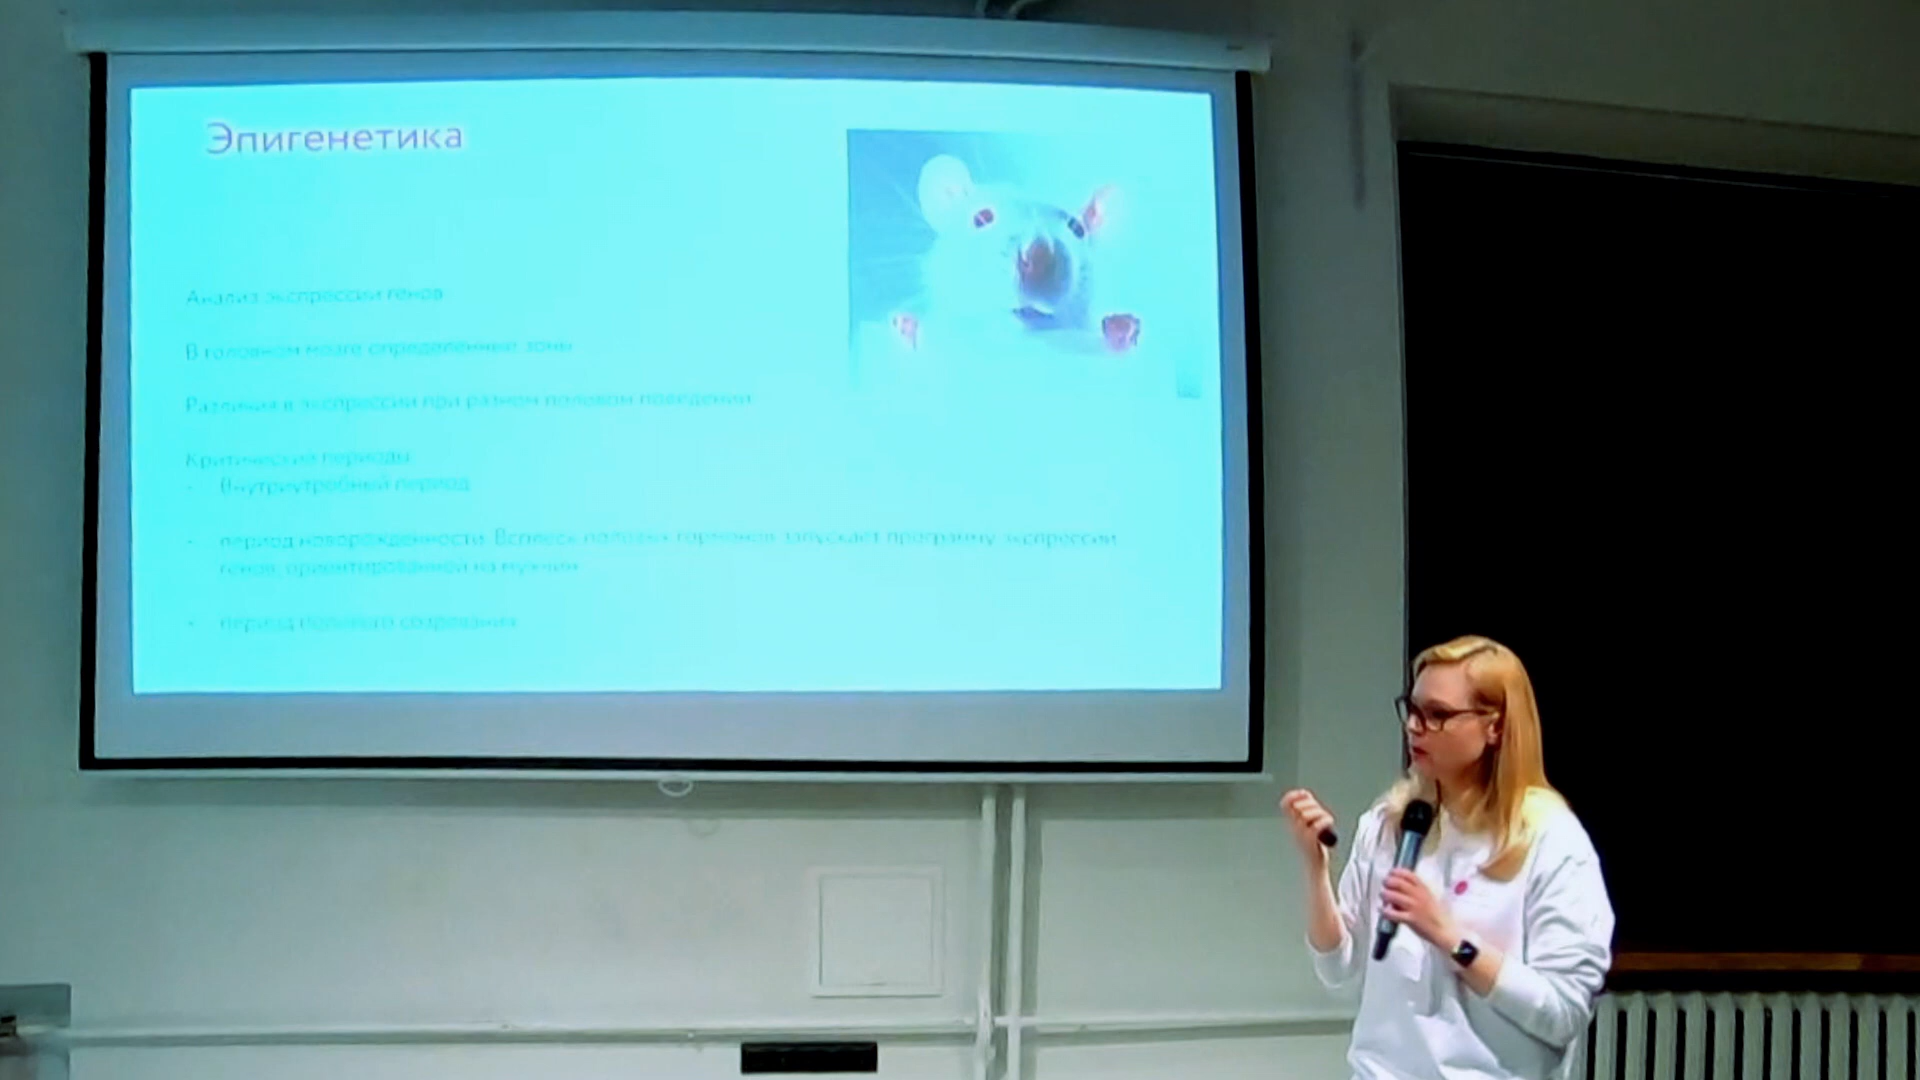 Эпигенетика
Анализ экспрессии генов
В головном мозге определенные зоны
Различия в экспрессии при разном половом поведении
Критические периоды
- Внутриутробный период
- период новорожденности. Всплеск половых гормонов запускает программу экспрессии
генов, ориентированной на мужчин
- период полового созревания